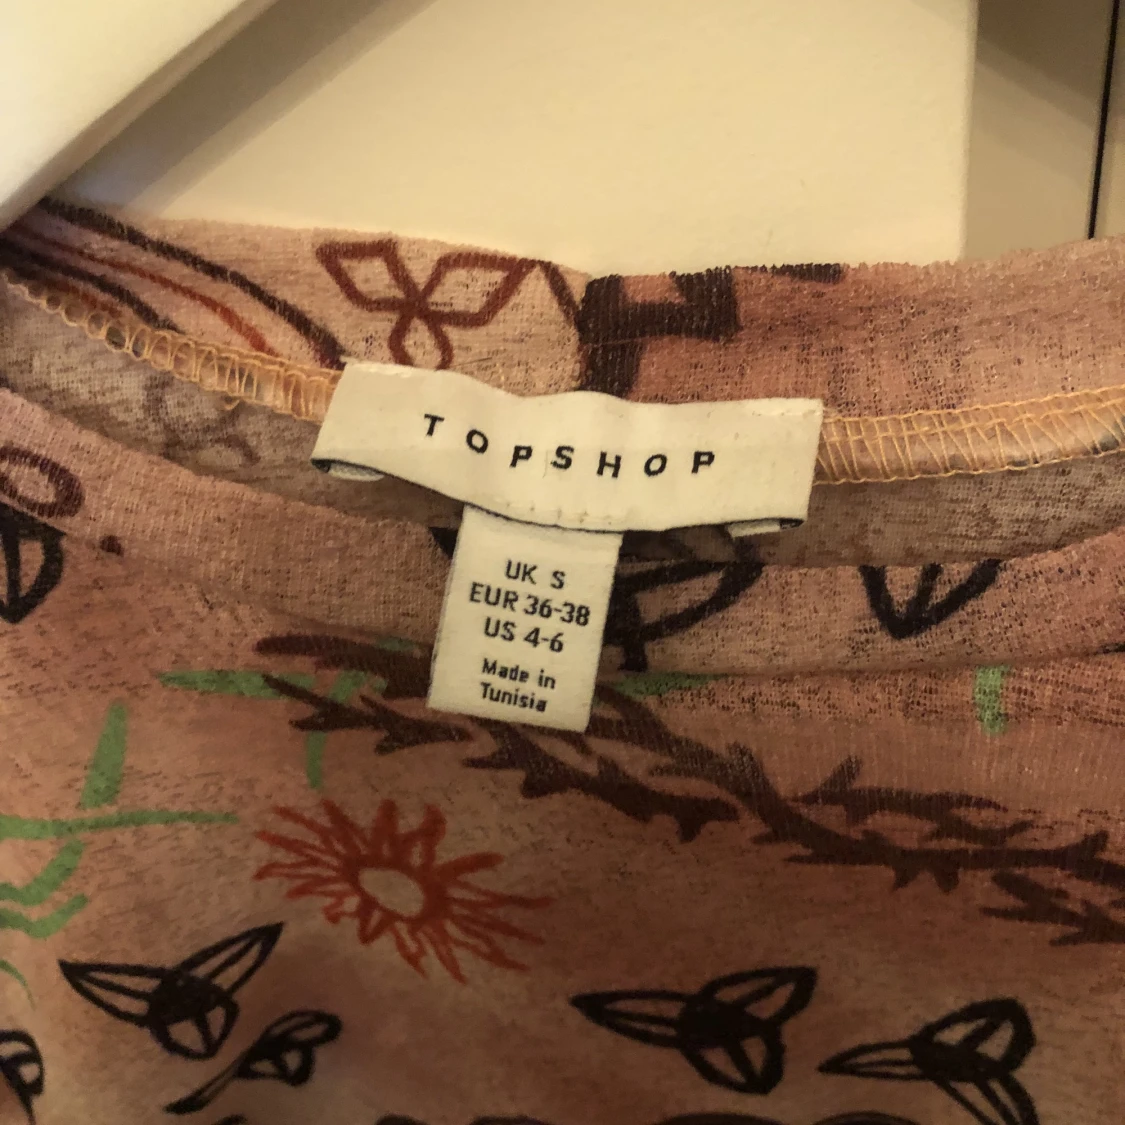 TOPSHOP
UK S
EUR 36-38
US 4-6
Made in
Tunisia